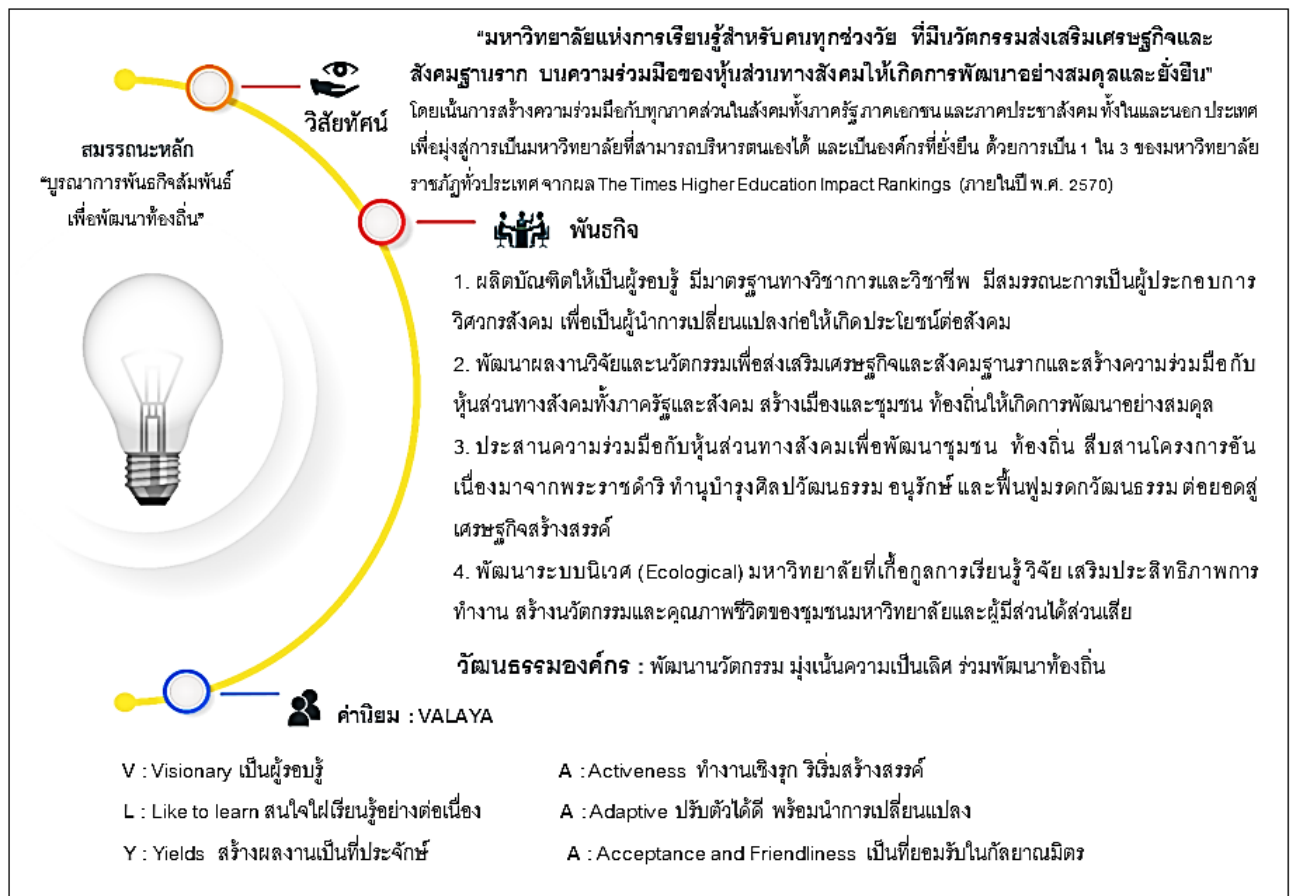 "มหาวิทยาลัยแห่งการเรียนรู้สำหรับคนทุกช่วงวัย ที่มีนวัตกรรมส่งเสริมเศรษฐกิจและ
สังคมฐานราก บนความร่วมมือของหุ้นส่วนทางสังคมให้เกิดการพัฒนาอย่างสมดุลและยั่งยืน"
โดยเน้นการสร้างความร่วมมือกับทุกภาคส่วนในสังคมทั้งภาครัฐ ภาคเอกชน และภาคประชาสังคม ทั้งในและนอก ประเทศ
เพื่อมุ่งสู่การเป็นมหาวิทยาลัยที่สามารถบริหารตนเองได้ และเป็นองค์กรที่ยั่งยืน ด้วยการเป็น 1 ใน 3 ของมหาวิทยาลัย
ราชภัฏทั่วประเทศ จากผล The Times Higher Education Impact Rankings (ภายในปี พ.ศ. 2570)
วิสัยทัศน์
สมรรถนะหลัก
"บูรณาการพันธกิจสัมพันธ์
เพื่อพัฒนาท้องถิ่น"
พันธกิจ
1. ผลิตบัณฑิตให้เป็นผู้รอบรู้ มีมาตรฐานทางวิชาการและวิชาชีพ มีสมรรถนะการเป็นผู้ประกอบการ
วิศวกรสังคม เพื่อเป็นผู้นำการเปลี่ยนแปลงก่อให้เกิดประโยชน์ต่อสังคม
2. พัฒนาผลงานวิจัยและนวัตกรรมเพื่อส่งเสริมเศรษฐกิจและสังคมฐานรากและสร้างความร่วมมือกับ
หุ้นส่วนทางสังคมทั้งภาครัฐและสังคม สร้างเมืองและชุมชน ท้องถิ่นให้เกิดการพัฒนาอย่างสมดุล
3. ประสานความร่วมมือกับหุ้นส่วนทางสังคมเพื่อพัฒนาชุมชน ท้องถิ่น สืบสานโครงการอัน
เนื่องมาจากพระราชดำริ ทำนุบำรุงศิลปวัฒนธรรม อนุรักษ์ และฟื้นฟูมรดกวัฒนธรรม ต่อยอดสู่
เศรษฐกิจสร้างสรรค์
4. พัฒนาระบบนิเวศ (Ecological) มหาวิทยาลัยที่เกื้อกูลการเรียนรู้ วิจัย เสริมประสิทธิภาพการ
ทำงาน สร้างนวัตกรรมและคุณภาพชีวิตของชุมชนมหาวิทยาลัยและผู้มีส่วนได้ส่วนเสีย
วัฒนธรรมองค์กร : พัฒนานวัตกรรม มุ่งเน้นความเป็นเลิศ ร่วมพัฒนาท้องถิ่น
ค่านิยม : VALAYA
V : Visionary เป็นผู้รอบรู้
A : Activeness ทำงานเชิงรุก ริเริ่มสร้างสรรค์
L : Like to learn สนใจใฝ่เรียนรู้อย่างต่อเนื่อง
A : Adaptive ปรับตัวได้ดี พร้อมนำการเปลี่ยนแปลง
Y : Yields สร้างผลงานเป็นที่ประจักษ์
A : Acceptance and Friendliness เป็นที่ยอมรับในกัลยาณมิตร